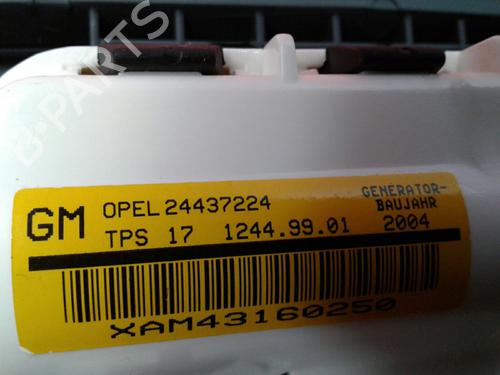 B-PARTS
GM OPEL 24437224 GENERATOR-
BAUJAHR
TPS 17 1244.99.01 2004
XAM43160250